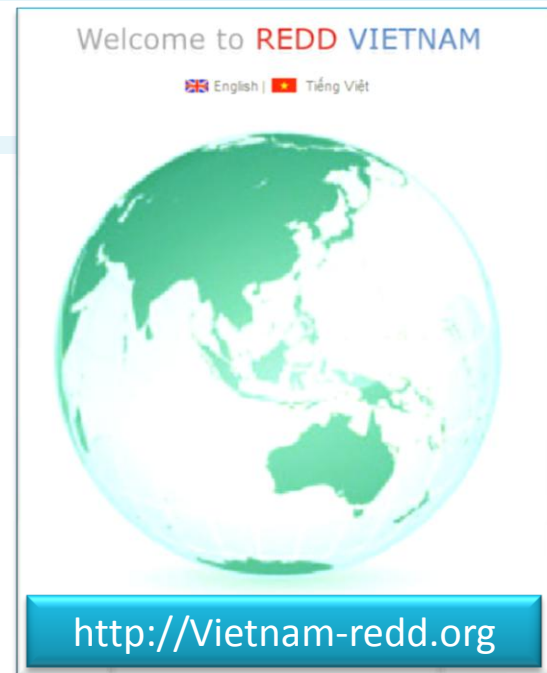 Welcome to REDD VIETNAM
English | Tiếng Việt
http://Vietnam-redd.org